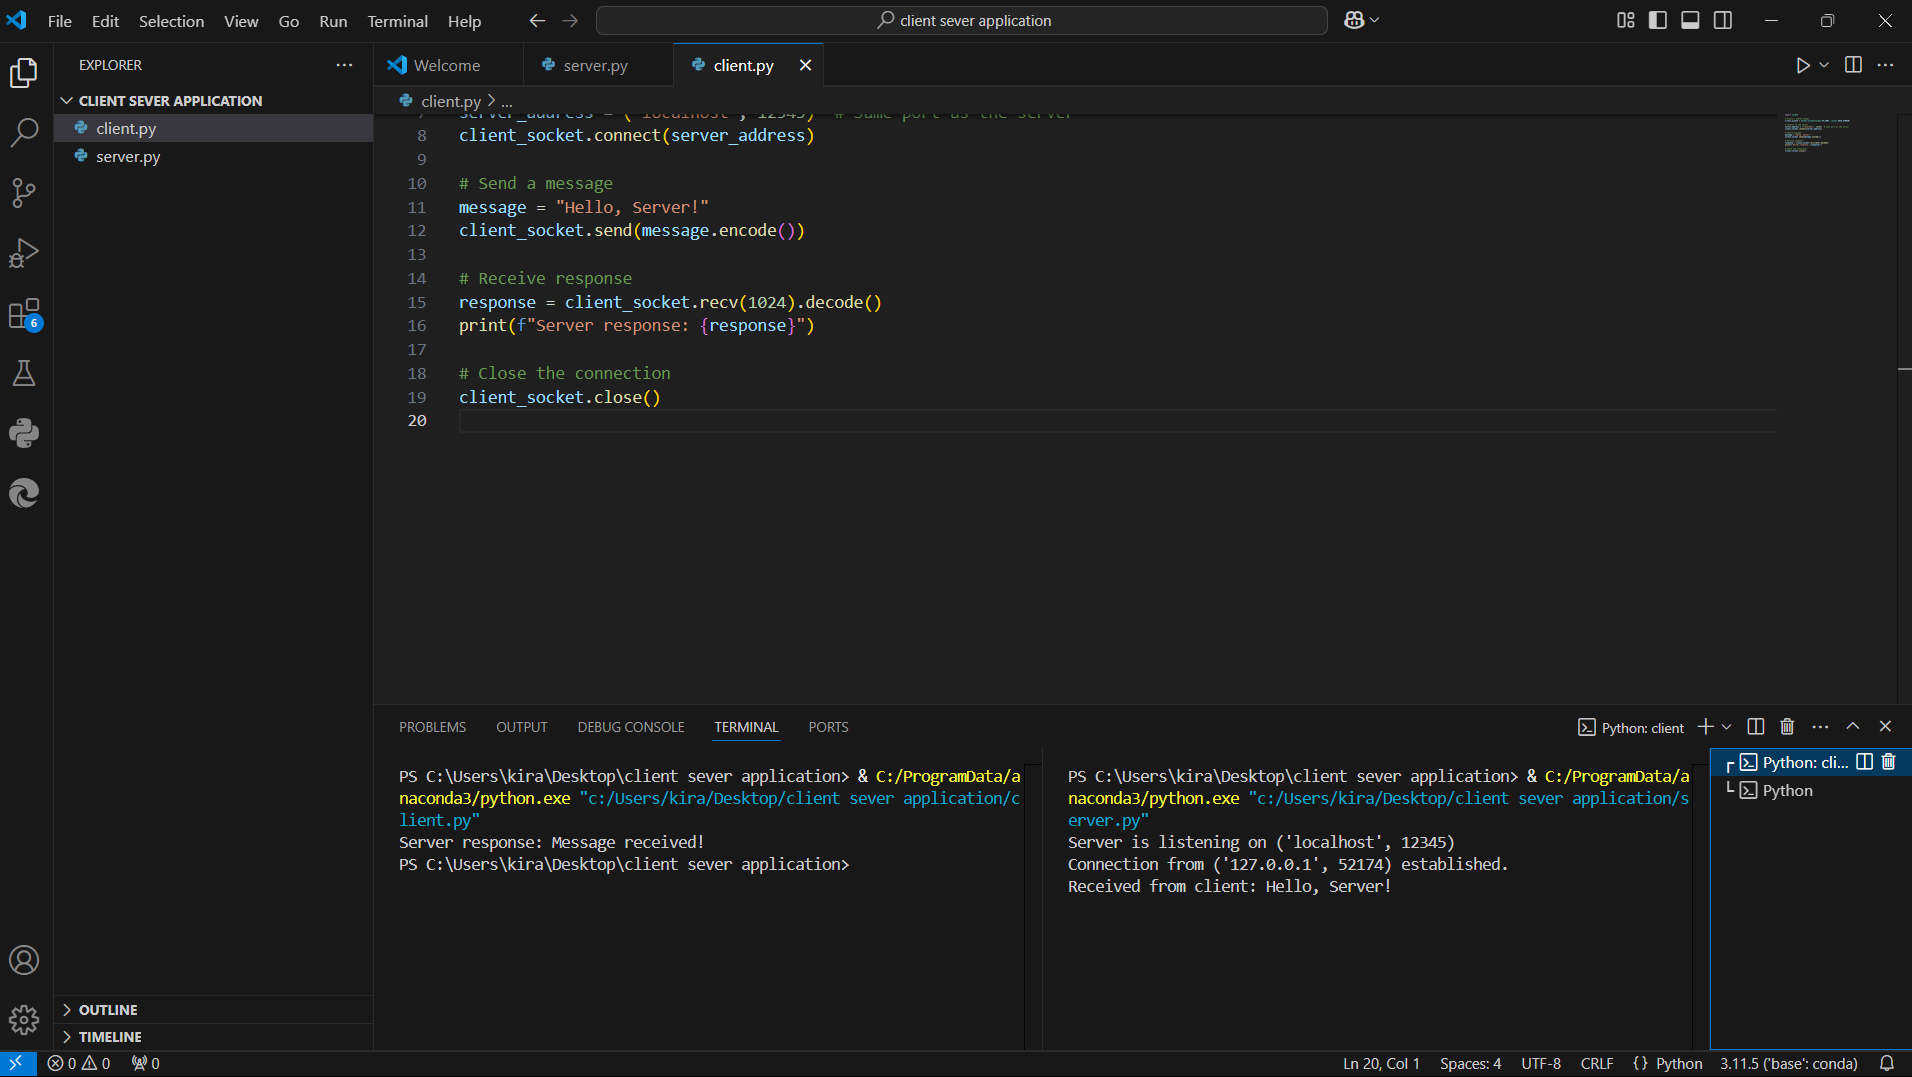 File Edit Selection View Go Run Terminal Help
client sever application
EXPLORER
CLIENT SEVER APPLICATION
client.py
server.py
6
OUTLINE
TIMELINE
Welcome
server.py
client.py
client.py > ...
7 server_address = ('localhost', 12345) # Same port as the server
8 client_socket.connect(server_address)
9
10 # Send a message
11 message = "Hello, Server!"
12 client_socket.send(message.encode())
13
14 # Receive response
15 response = client_socket.recv(1024).decode()
16 print(f"Server response: {response}")
17
18 # Close the connection
19 client_socket.close()
20
PROBLEMS OUTPUT DEBUG CONSOLE TERMINAL PORTS
Python: client
PS C:\Users\kira\Desktop\client sever application> & C:/ProgramData/a
naconda3/python.exe "c:/Users/kira/Desktop/client sever application/c
lient.py"
Server response: Message received!
PS C:\Users\kira\Desktop\client sever application>
PS C:\Users\kira\Desktop\client sever application> & C:/ProgramData/a
naconda3/python.exe "c:/Users/kira/Desktop/client sever application/s
erver.py"
Server is listening on ('localhost', 12345)
Connection from ('127.0.0.1', 52174) established.
Received from client: Hello, Server!
Python: cli...
Python
0 0 0
Ln 20, Col 1 Spaces: 4 UTF-8 CRLF {} Python 3.11.5 ('base': conda)